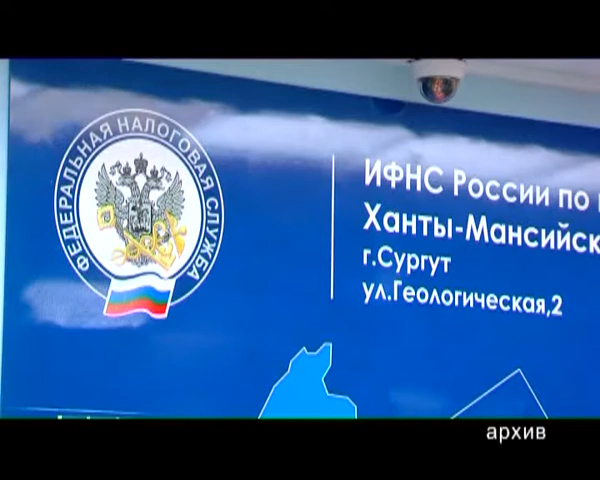 ФЕДЕРАЛЬНАЯ НАЛОГОВАЯ СЛУЖБА
ИФНС России по
Ханты-Мансийск
г.Сургут
ул.Геологическая,2
архив